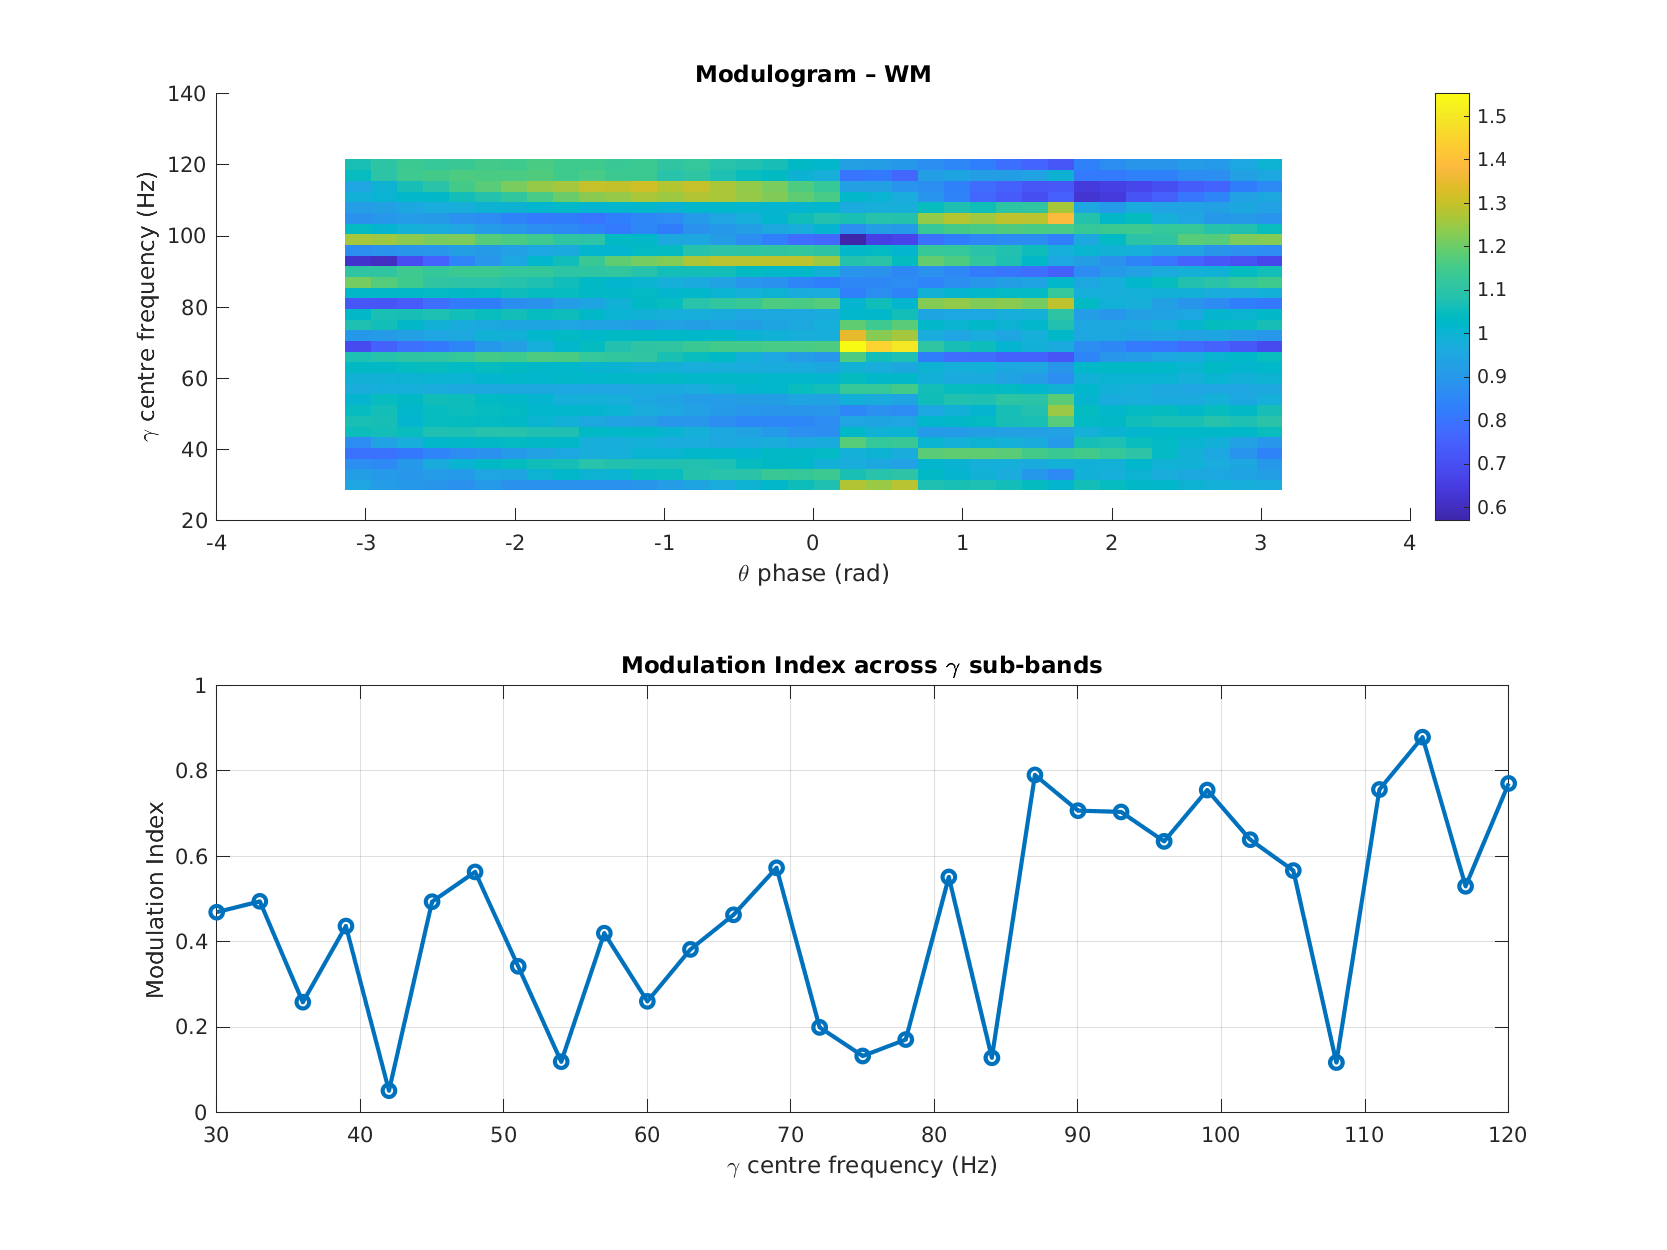 Modulogram – WM
γ centre frequency (Hz)
140
120
100
80
60
40
20
-4 -3 -2 -1 0 1 2 3 4
θ phase (rad)
1.5
1.4
1.3
1.2
1.1
1
0.9
0.8
0.7
0.6
Modulation Index across γ sub-bands
Modulation Index
1
0.8
0.6
0.4
0.2
0
30 40 50 60 70 80 90 100 110 120
γ centre frequency (Hz)